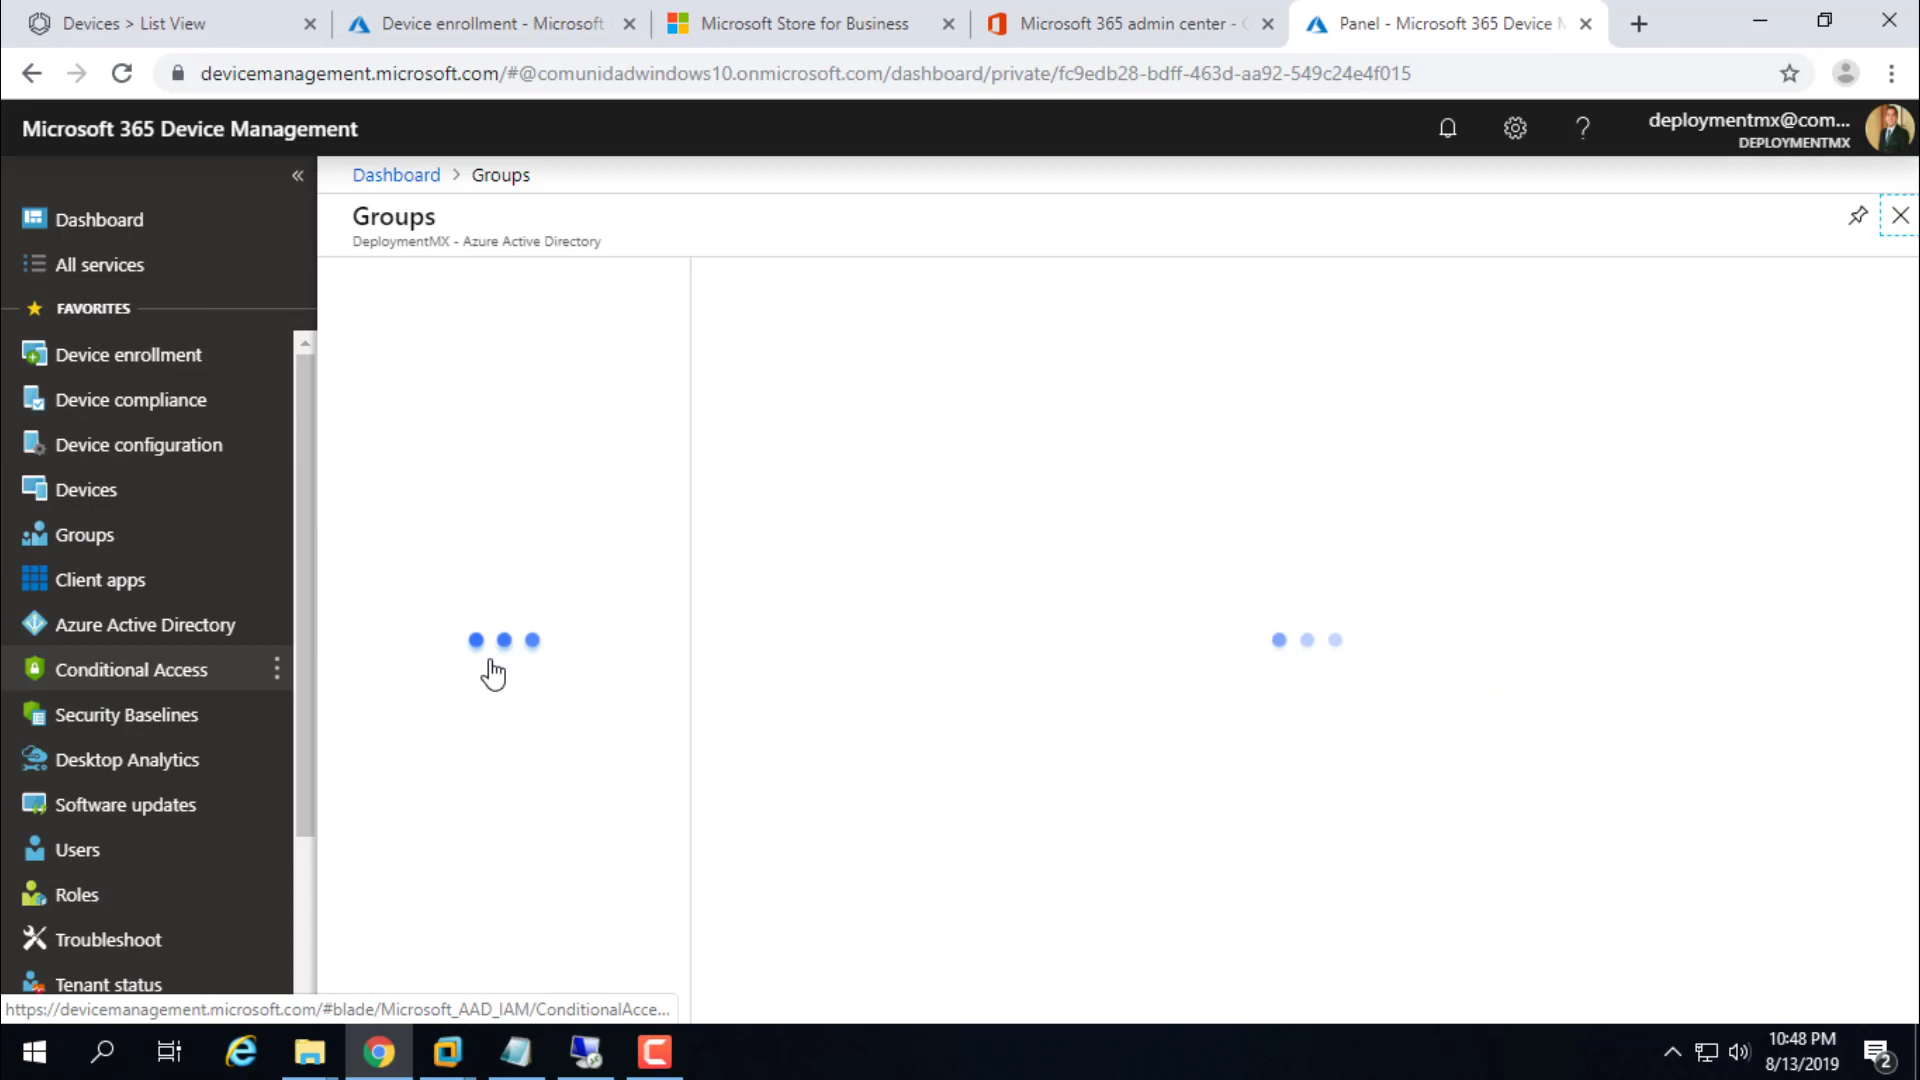 Devices > List View
Device enrollment - Microsoft
Microsoft Store for Business
Microsoft 365 admin center -
Panel - Microsoft 365 Device
devicemanagement.microsoft.com/#@comunidadwindows10.onmicrosoft.com/dashboard/private/fc9edb28-bdff-463d-aa92-549c24e4f015
Microsoft 365 Device Management
deploymentmx@com...
DEPLOYMENTMX
Dashboard > Groups
Groups
DeploymentMX - Azure Active Directory
Dashboard
All services
FAVORITES
Device enrollment
Device compliance
Device configuration
Devices
Groups
Client apps
Azure Active Directory
Conditional Access
Security Baselines
Desktop Analytics
Software updates
Users
Roles
Troubleshoot
Tenant status
https://devicemanagement.microsoft.com/#blade/Microsoft_AAD_IAM/ConditionalAcce...
10:48 PM
8/13/2019
2